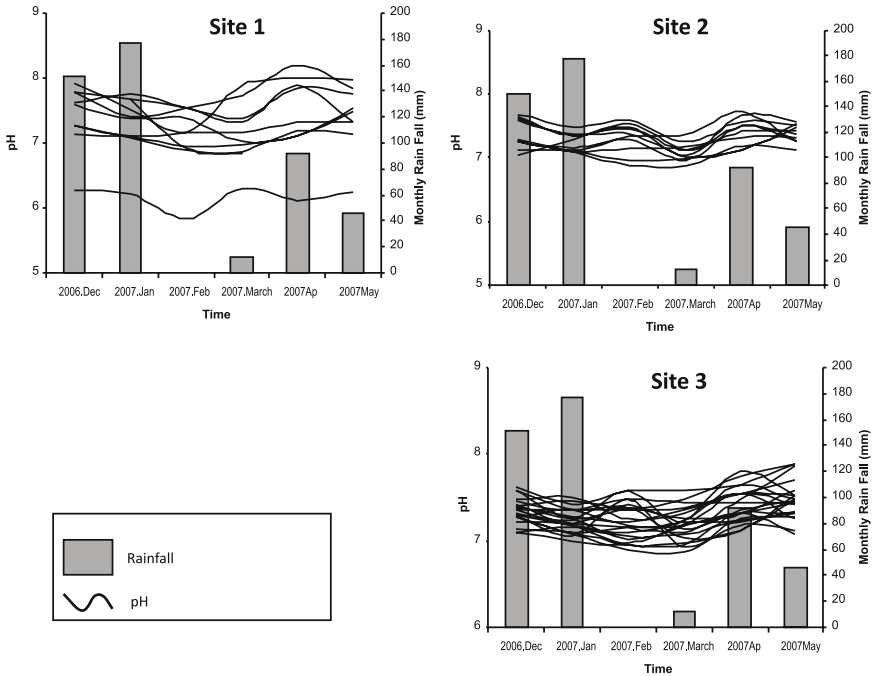 Site 1
9
8
7
6
5
pH
200
180
160
140
120
100
80
60
40
20
0
Monthly Rain Fall (mm)
2006.Dec 2007.Jan 2007.Feb 2007.March 2007Ap 2007May
Time
Site 2
9
8
7
6
5
pH
200
180
160
140
120
100
80
60
40
20
0
Monthly Rain Fall (mm)
2006.Dec 2007.Jan 2007.Feb 2007.March 2007Ap 2007May
Time
Site 3
9
8
7
6
pH
200
180
160
140
120
100
80
60
40
20
0
Monthly Rain Fall (mm)
2006.Dec 2007.Jan 2007.Feb 2007.March 2007Ap 2007May
Time
Rainfall
pH